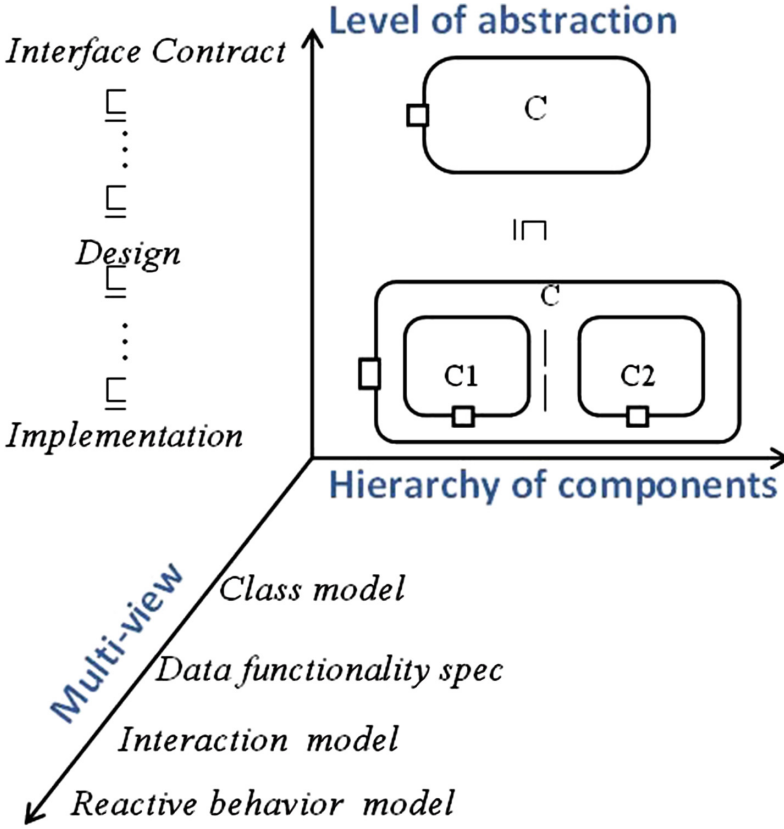 Level of abstraction
Interface Contract
⊑
⋮
⊑
Design
⊑
⋮
⊑
Implementation
C
⊑
C
C1
C2
Hierarchy of components
Multi-view
Class model
Data functionality spec
Interaction model
Reactive behavior model